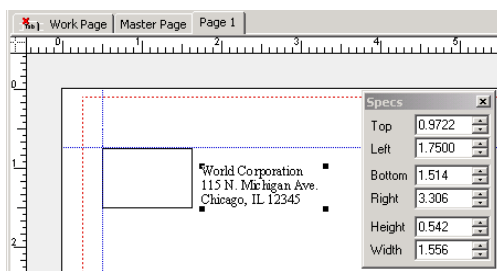 Tab Work Page Master Page Page 1
0 1 2 3 4 5
0
1
2
World Corporation
115 N. Michigan Ave.
Chicago, IL 12345
Specs
Top 0.9722
Left 1.7500
Bottom 1.514
Right 3.306
Height 0.542
Width 1.556